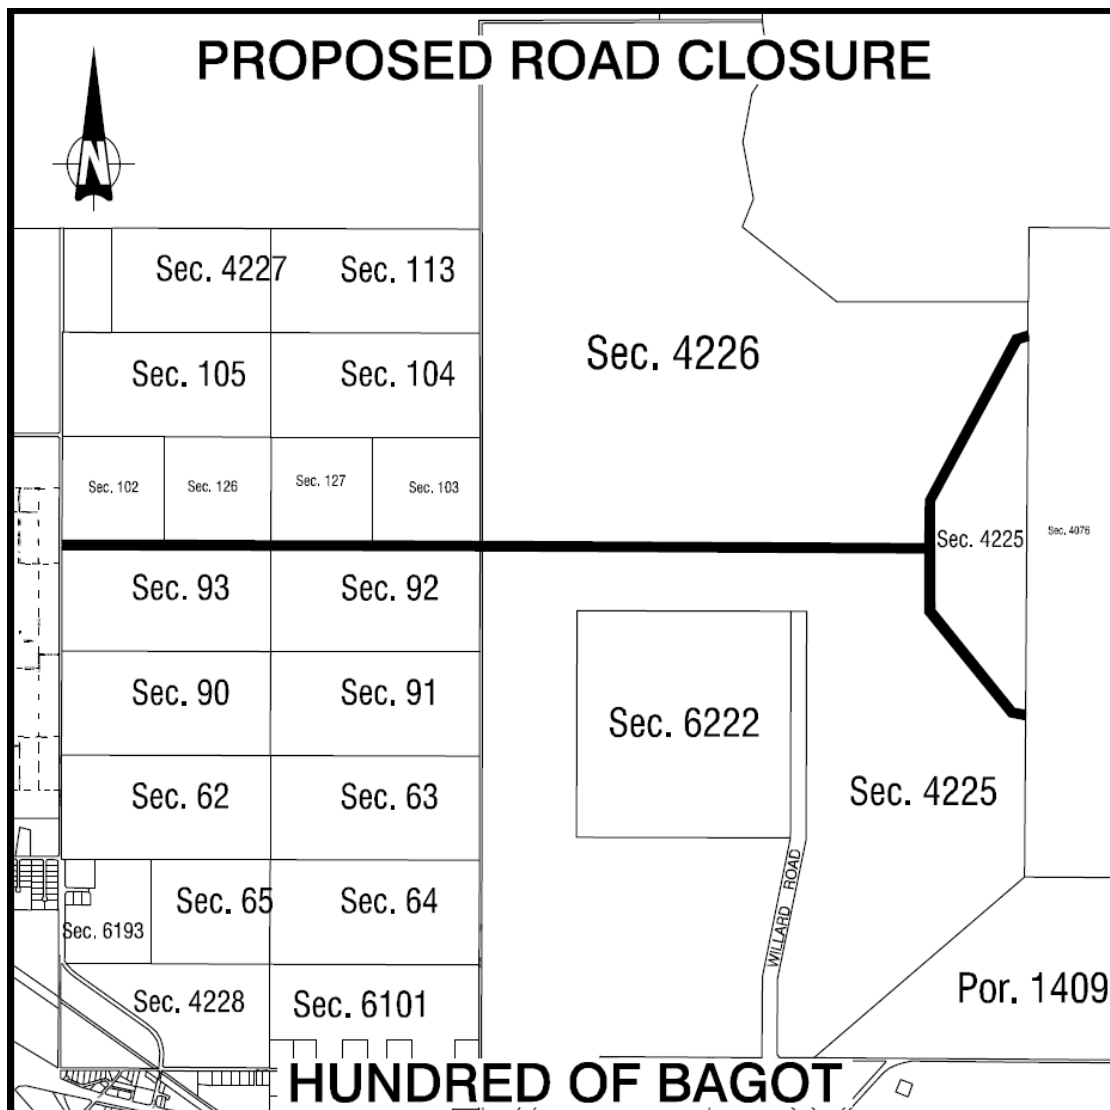 PROPOSED ROAD CLOSURE
N
Sec. 4227
Sec. 113
Sec. 4226
Sec. 105
Sec. 104
Sec. 102
Sec. 126
Sec. 127
Sec. 103
Sec. 4225
Sec. 4076
Sec. 93
Sec. 92
Sec. 90
Sec. 91
Sec. 6222
Sec. 62
Sec. 63
Sec. 4225
WILLARD ROAD
Sec. 65
Sec. 64
Sec. 6193
Sec. 4228
Sec. 6101
Por. 1409
HUNDRED OF BAGOT